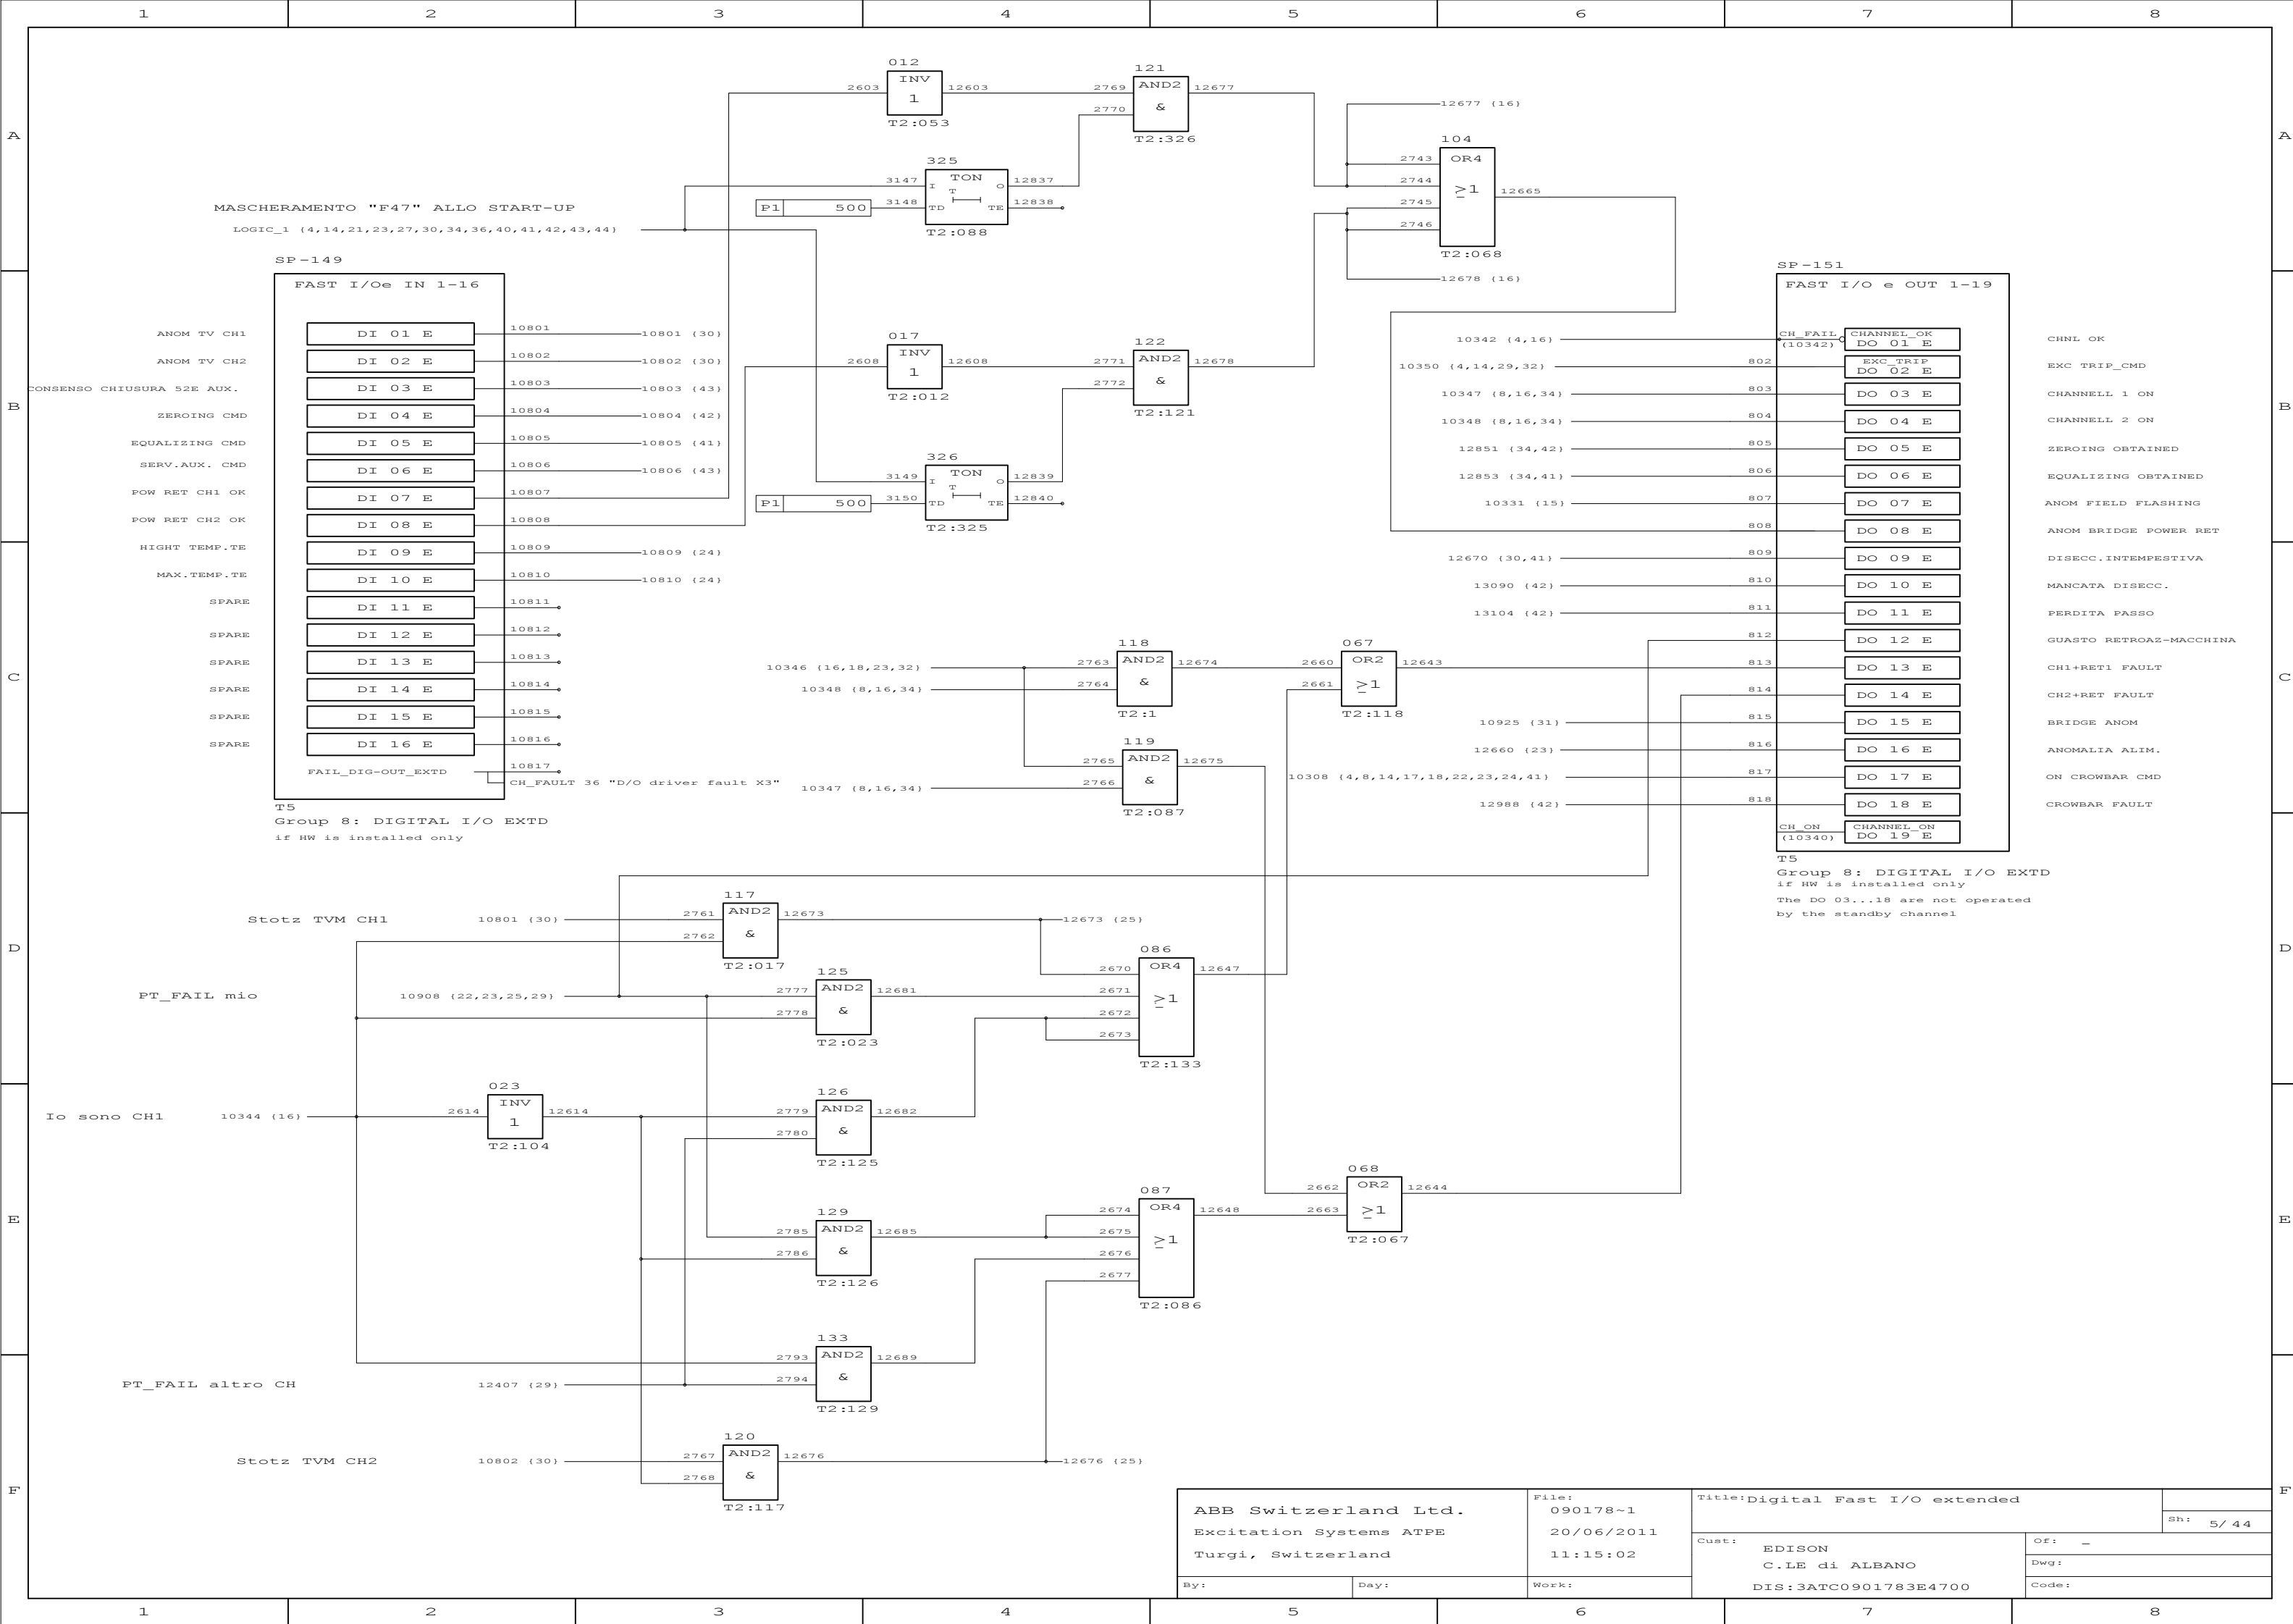 1 2 3 4 5 6 7 8
A
B
C
D
E
F
A
B
C
D
E
F
012
2603 INV 1 12603
T2:053
121
2769 AND2 12677
2770 &
T2:326
12677 (16)
104
2743 OR4
2744
≥1 12665
2745
2746
T2:068
12678 (16)
325
3147 I TON O 12837
T
P1 500 3148 TD TE 12838
T2:088
MASCHERAMENTO "F47" ALLO START-UP
LOGIC_1 (4,14,21,23,27,30,34,36,40,41,42,43,44)
017
2608 INV 1 12608
T2:012
122
2771 AND2 12678
2772 &
T2:121
326
3149 I TON O 12839
T
P1 500 3150 TD TE 12840
T2:325
SP-149
FAST I/Oe IN 1-16
ANOM TV CH1 DI 01 E 10801 10801 (30)
ANOM TV CH2 DI 02 E 10802 10802 (30)
CONSENSO CHIUSURA 52E AUX. DI 03 E 10803 10803 (43)
ZEROING CMD DI 04 E 10804 10804 (42)
EQUALIZING CMD DI 05 E 10805 10805 (41)
SERV.AUX. CMD DI 06 E 10806 10806 (43)
POW RET CH1 OK DI 07 E 10807
POW RET CH2 OK DI 08 E 10808
HIGHT TEMP.TE DI 09 E 10809 10809 (24)
MAX.TEMP.TE DI 10 E 10810 10810 (24)
SPARE DI 11 E 10811
SPARE DI 12 E 10812
SPARE DI 13 E 10813
SPARE DI 14 E 10814
SPARE DI 15 E 10815
SPARE DI 16 E 10816
FAIL_DIG-OUT_EXTD 10817
CH_FAULT 36 "D/O driver fault X3"
T5
Group 8: DIGITAL I/O EXTD
if HW is installed only
SP-151
FAST I/O e OUT 1-19
10342 (4,16) CH_FAIL (10342) CHANNEL_OK DO 01 E CHNL OK
10350 (4,14,29,32) 802 EXC_TRIP DO 02 E EXC TRIP_CMD
10347 (8,16,34) 803 DO 03 E CHANNELL 1 ON
10348 (8,16,34) 804 DO 04 E CHANNELL 2 ON
12851 (34,42) 805 DO 05 E ZEROING OBTAINED
12853 (34,41) 806 DO 06 E EQUALIZING OBTAINED
10331 (15) 807 DO 07 E ANOM FIELD FLASHING
808 DO 08 E ANOM BRIDGE POWER RET
12670 (30,41) 809 DO 09 E DISECC.INTEMPESTIVA
13090 (42) 810 DO 10 E MANCATA DISECC.
13104 (42) 811 DO 11 E PERDITA PASSO
812 DO 12 E GUASTO RETROAZ-MACCHINA
813 DO 13 E CH1+RET1 FAULT
814 DO 14 E CH2+RET FAULT
10925 (31) 815 DO 15 E BRIDGE ANOM
12660 (23) 816 DO 16 E ANOMALIA ALIM.
10308 (4,8,14,17,18,22,23,24,41) 817 DO 17 E ON CROWBAR CMD
12988 (42) 818 DO 18 E CROWBAR FAULT
CH_ON (10340) CHANNEL_ON DO 19 E
T5
Group 8: DIGITAL I/O EXTD
if HW is installed only
The DO 03...18 are not operated
by the standby channel
118
10346 (16,18,23,32) 2763 AND2 12674
10348 (8,16,34) 2764 &
T2:1
067
2660 OR2 12643
2661 ≥1
T2:118
119
2765 AND2 12675
10347 (8,16,34) 2766 &
T2:087
117
Stotz TVM CH1 10801 (30) 2761 AND2 12673 12673 (25)
2762 &
T2:017
125
PT_FAIL mio 10908 (22,23,25,29) 2777 AND2 12681
2778 &
T2:023
086
2670 OR4 12647
2671 ≥1
2672
2673
T2:133
023
Io sono CH1 10344 (16) 2614 INV 1 12614
T2:104
126
2779 AND2 12682
2780 &
T2:125
129
2785 AND2 12685
2786 &
T2:126
087
2674 OR4 12648
2675 ≥1
2676
2677
T2:086
068
2662 OR2 12644
2663 ≥1
T2:067
133
2793 AND2 12689
PT_FAIL altro CH 12407 (29) 2794 &
T2:129
120
Stotz TVM CH2 10802 (30) 2767 AND2 12676 12676 (25)
2768 &
T2:117
ABB Switzerland Ltd.
Excitation Systems ATPE
Turgi, Switzerland
By: Day: Work:
File:
090178~1
20/06/2011
11:15:02
Title: Digital Fast I/O extended
Sh: 5/44
Cust:
EDISON
C.LE di ALBANO
DIS:3ATC0901783E4700
Of: _
Dwg:
Code:
1 2 3 4 5 6 7 8